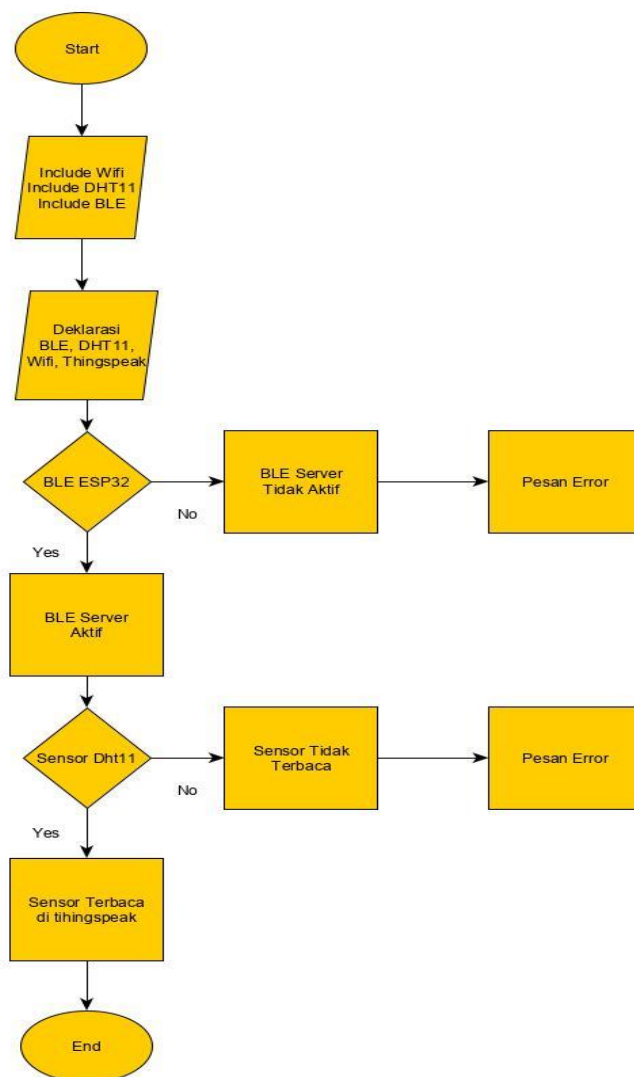 Start
Include Wifi
Include DHT11
Include BLE
Deklarasi
BLE, DHT11,
Wifi, Thingspeak
BLE ESP32
No
BLE Server
Tidak Aktif
Pesan Error
Yes
BLE Server
Aktif
Sensor Dht11
No
Sensor Tidak
Terbaca
Pesan Error
Yes
Sensor Terbaca
di tihingspeak
End